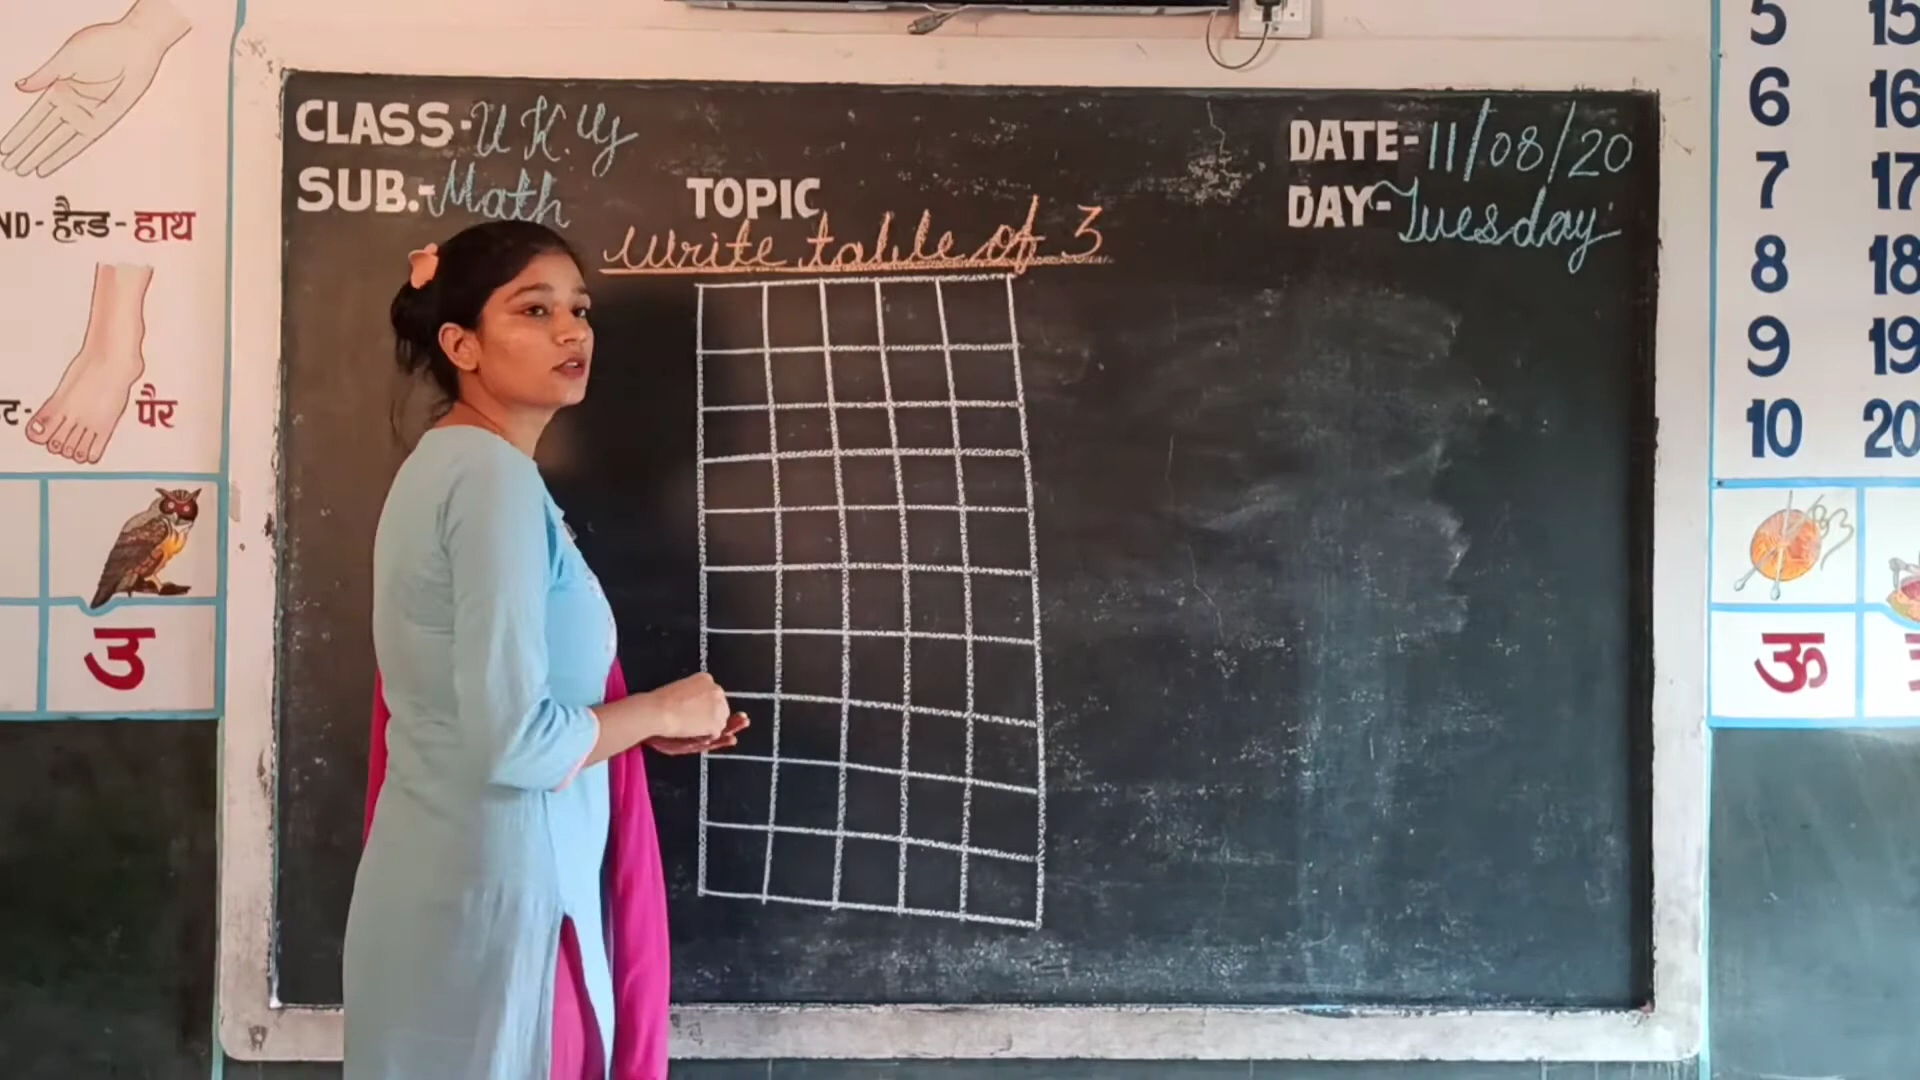 CLASS- U.K.G
SUB.- Math
TOPIC
Write table of 3
DATE- 11/08/20
DAY- Tuesday
ND - हैन्ड - हाथ
ट- पैर
उ
5 15
6 16
7 17
8 18
9 19
10 20
ऊ